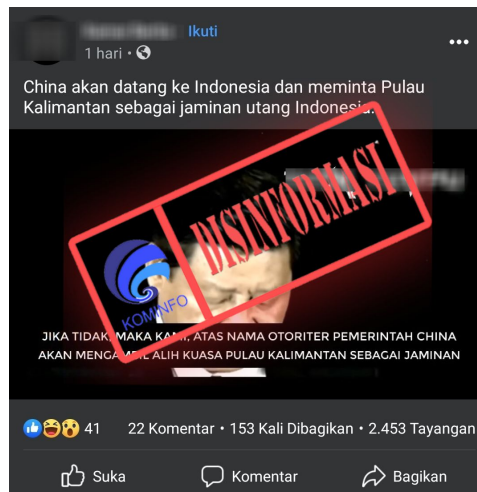 Ikuti
1 hari
China akan datang ke Indonesia dan meminta Pulau
Kalimantan sebagai jaminan utang Indonesia.
DISINFORMASI
KOMINFO
JIKA TIDAK, MAKA KAMI, ATAS NAMA OTORITER PEMERINTAH CHINA
AKAN MENGAMBIL ALIH KUASA PULAU KALIMANTAN SEBAGAI JAMINAN
41 22 Komentar • 153 Kali Dibagikan • 2.453 Tayangan
Suka Komentar Bagikan